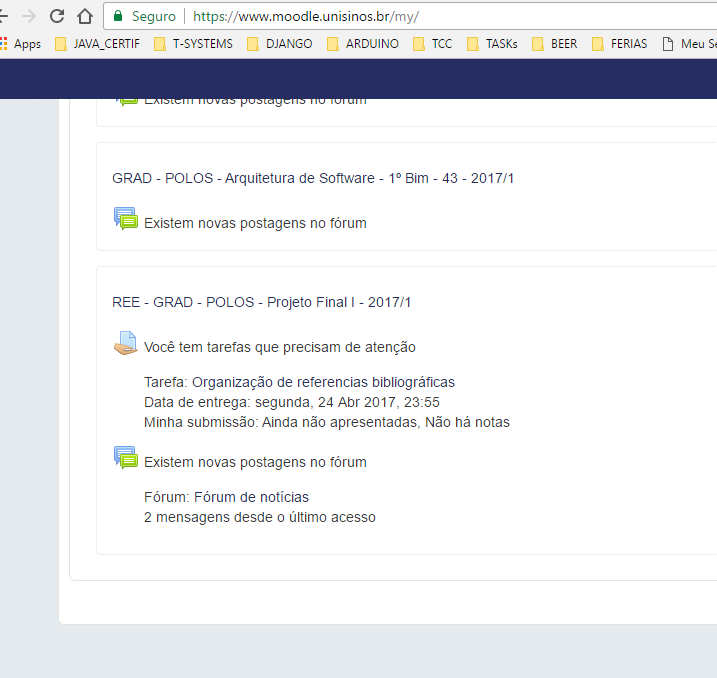 Seguro
https://www.moodle.unisinos.br/my/
Apps JAVA_CERTIF T-SYSTEMS DJANGO ARDUINO TCC TASKs BEER FERIAS Meu Se
Existem novas postagens no fórum
GRAD - POLOS - Arquitetura de Software - 1º Bim - 43 - 2017/1
Existem novas postagens no fórum
REE - GRAD - POLOS - Projeto Final I - 2017/1
Você tem tarefas que precisam de atenção
Tarefa: Organização de referencias bibliográficas
Data de entrega: segunda, 24 Abr 2017, 23:55
Minha submissão: Ainda não apresentadas, Não há notas
Existem novas postagens no fórum
Fórum: Fórum de notícias
2 mensagens desde o último acesso